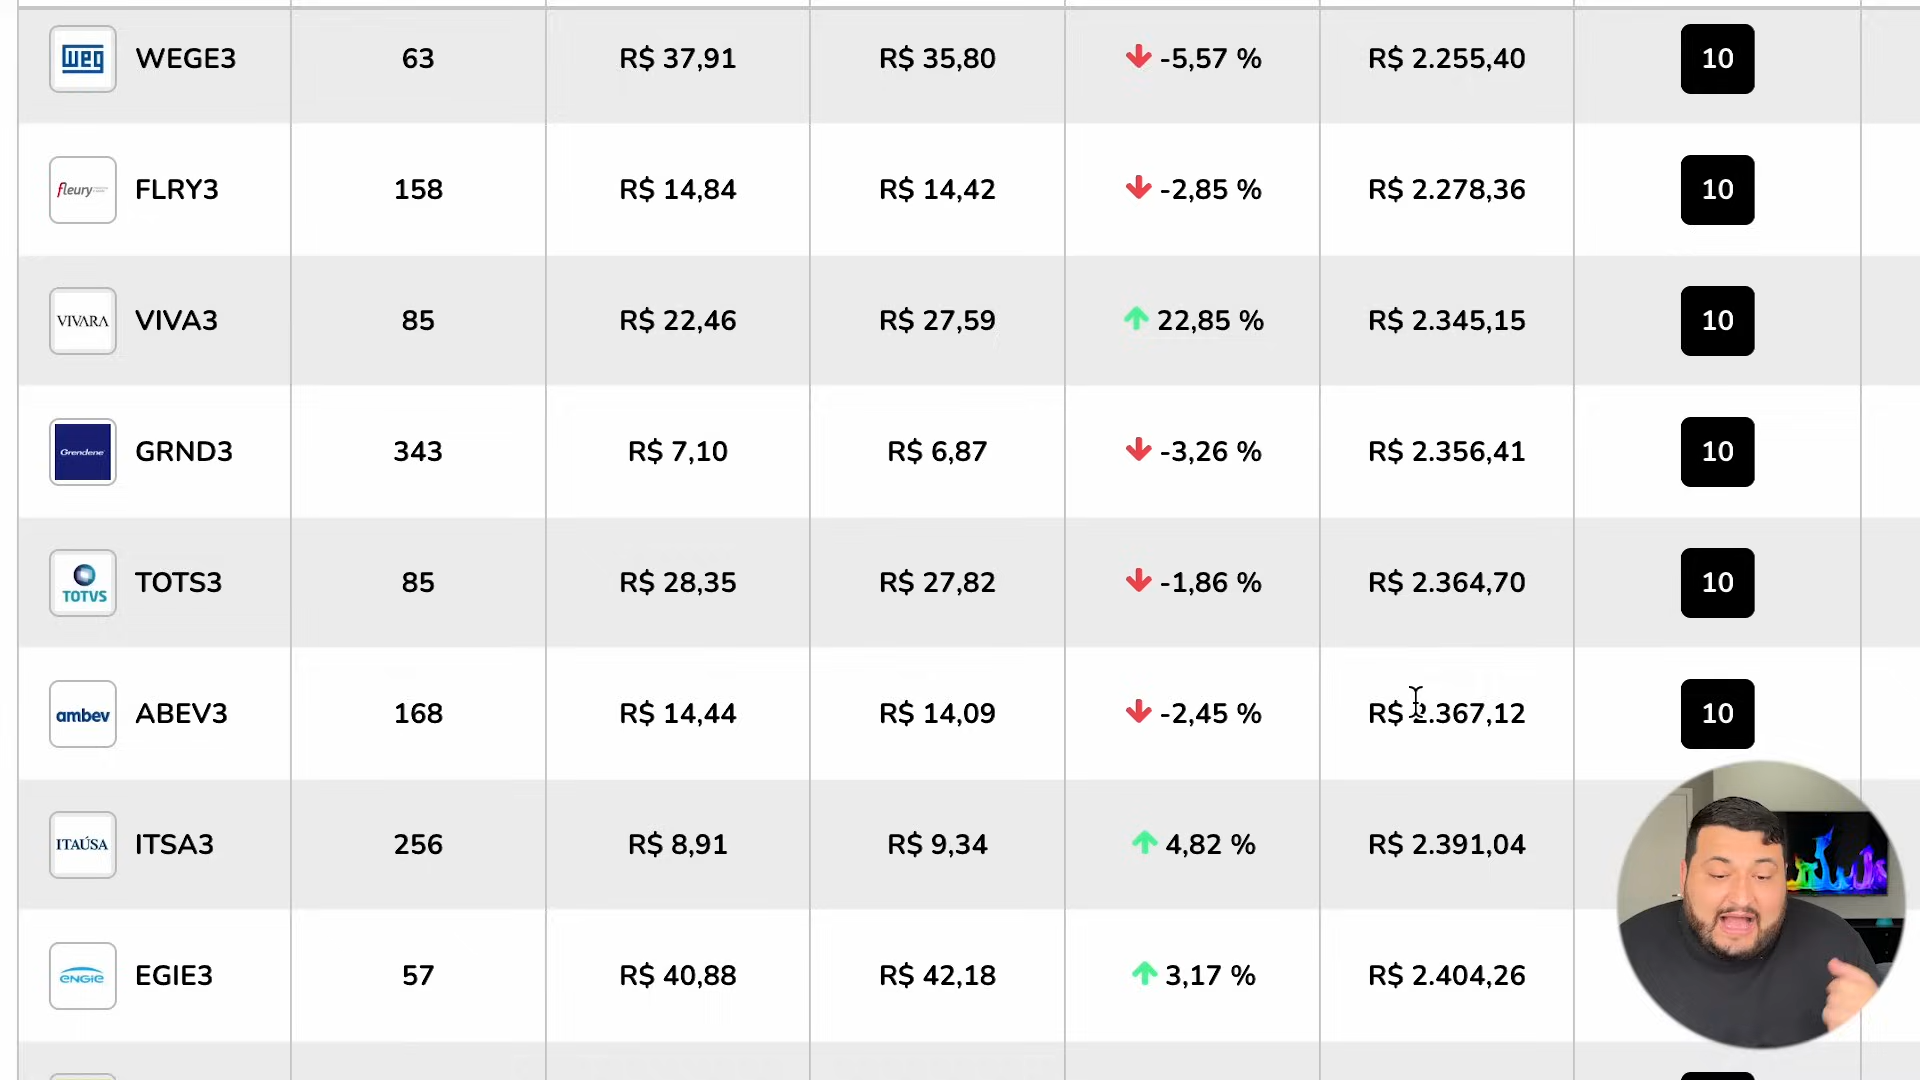 weg WEGE3 63 R$ 37,91 R$ 35,80 -5,57 % R$ 2.255,40 10
fleury FLRY3 158 R$ 14,84 R$ 14,42 -2,85 % R$ 2.278,36 10
VIVARA VIVA3 85 R$ 22,46 R$ 27,59 22,85 % R$ 2.345,15 10
Grendene GRND3 343 R$ 7,10 R$ 6,87 -3,26 % R$ 2.356,41 10
TOTVS TOTS3 85 R$ 28,35 R$ 27,82 -1,86 % R$ 2.364,70 10
ambev ABEV3 168 R$ 14,44 R$ 14,09 -2,45 % R$ 2.367,12 10
ITAÚSA ITSA3 256 R$ 8,91 R$ 9,34 4,82 % R$ 2.391,04
ENGIE EGIE3 57 R$ 40,88 R$ 42,18 3,17 % R$ 2.404,26